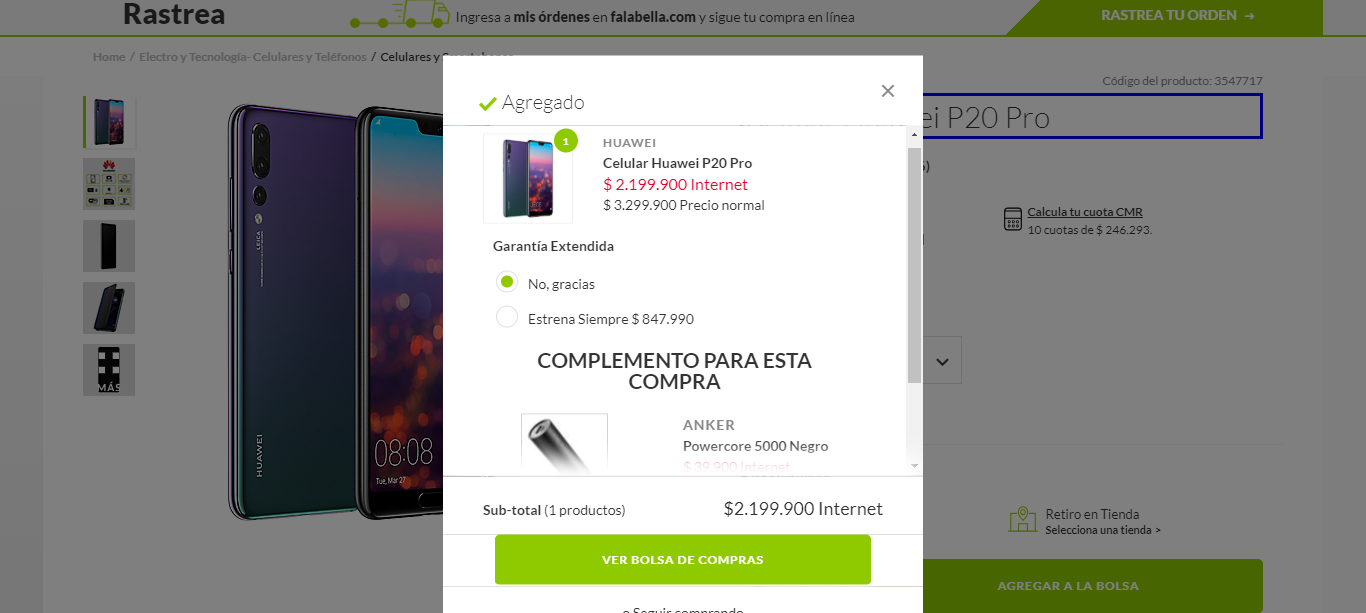 Rastrea
Ingresa a mis órdenes en falabella.com y sigue tu compra en línea
RASTREA TU ORDEN →
Home / Electro y Tecnología- Celulares y Teléfonos / Celulares y Smartphones
Código del producto: 3547717
ei P20 Pro
Agregado
1
HUAWEI
Celular Huawei P20 Pro
$ 2.199.900 Internet
$ 3.299.900 Precio normal
Garantía Extendida
No, gracias
Estrena Siempre $ 847.990
COMPLEMENTO PARA ESTA
COMPRA
ANKER
Powercore 5000 Negro
$ 39.900 Internet
Sub-total (1 productos)
$2.199.900 Internet
VER BOLSA DE COMPRAS
o Seguir comprando
Calcula tu cuota CMR
10 cuotas de $ 246.293.
Retiro en Tienda
Selecciona una tienda >
AGREGAR A LA BOLSA
MÁS
HUAWEI
LEICA
08:08
Tue, Mar 27